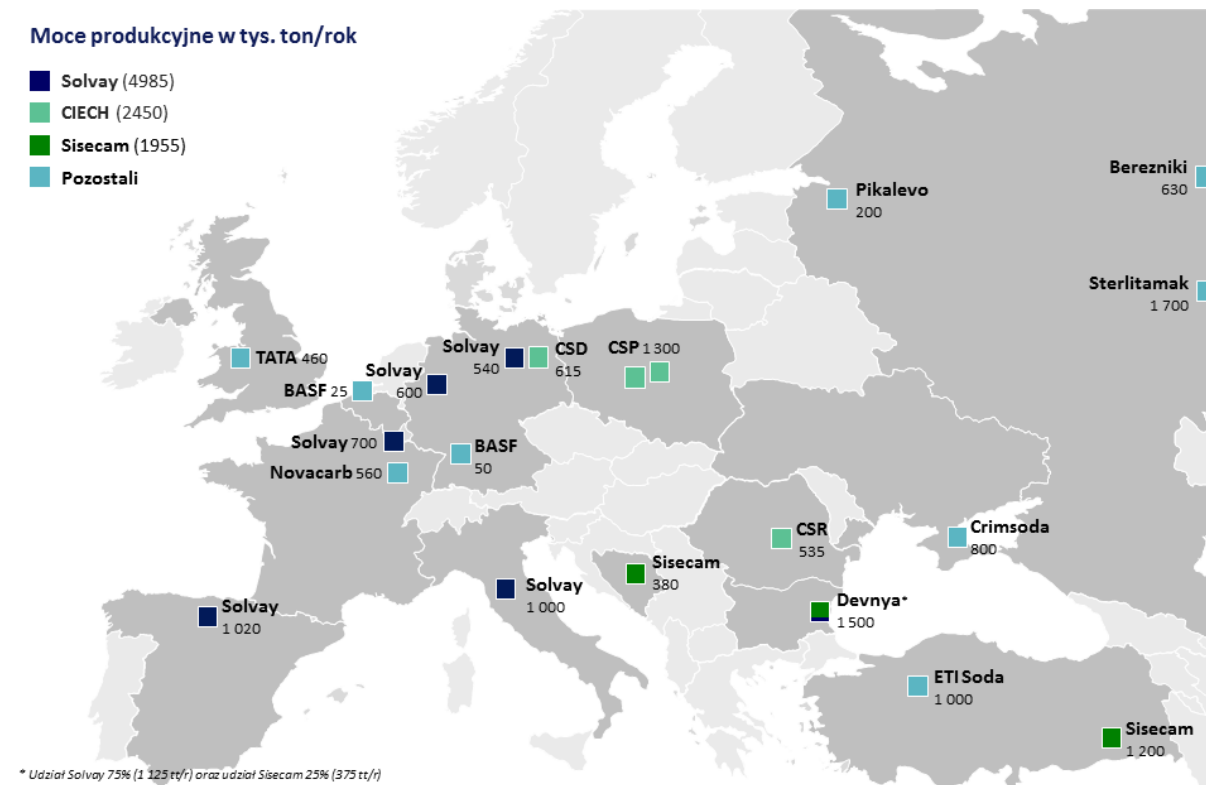 Moce produkcyjne w tys. ton/rok
Solvay (4985)
CIECH (2450)
Sisecam (1955)
Pozostali
Berezniki
630
Pikalevo
200
Sterlitamak
1 700
TATA 460
Solvay
540
CSD
615
CSP 1 300
Solvay
600
BASF 25
Solvay 700
BASF
50
Novacarb 560
Crimsoda
800
CSR
535
Sisecam
380
Solvay
1 000
Devnya*
1 500
Solvay
1 020
ETI Soda
1 000
Sisecam
1 200
* Udział Solvay 75% (1 125 tt/r) oraz udział Sisecam 25% (375 tt/r)